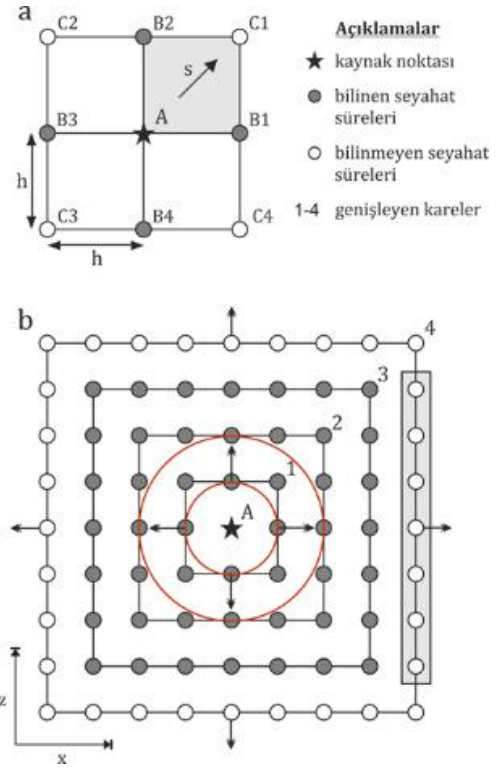 a
C2 B2 C1
s
B3 A B1
h
C3 B4 C4
h
Açıklamalar
kaynak noktası
bilinen seyahat
süreleri
bilinmeyen seyahat
süreleri
1-4 genişleyen kareler
b
4
3
2
1
A
z
x